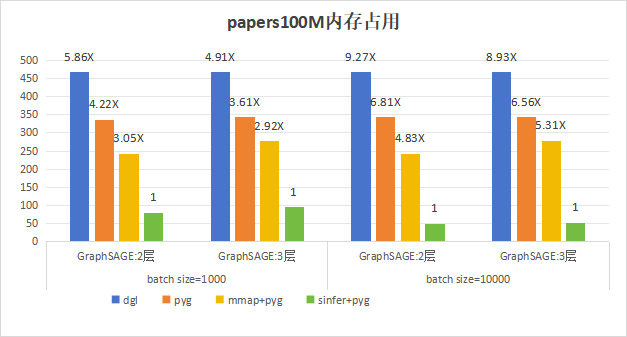 papers100M内存占用
500
450
400
350
300
250
200
150
100
50
0
5.86X
4.22X
3.05X
1
4.91X
3.61X
2.92X
1
9.27X
6.81X
4.83X
1
8.93X
6.56X
5.31X
1
GraphSAGE:2层 GraphSAGE:3层 GraphSAGE:2层 GraphSAGE:3层
batch size=1000 batch size=10000
dgl pyg mmap+pyg sinfer+pyg